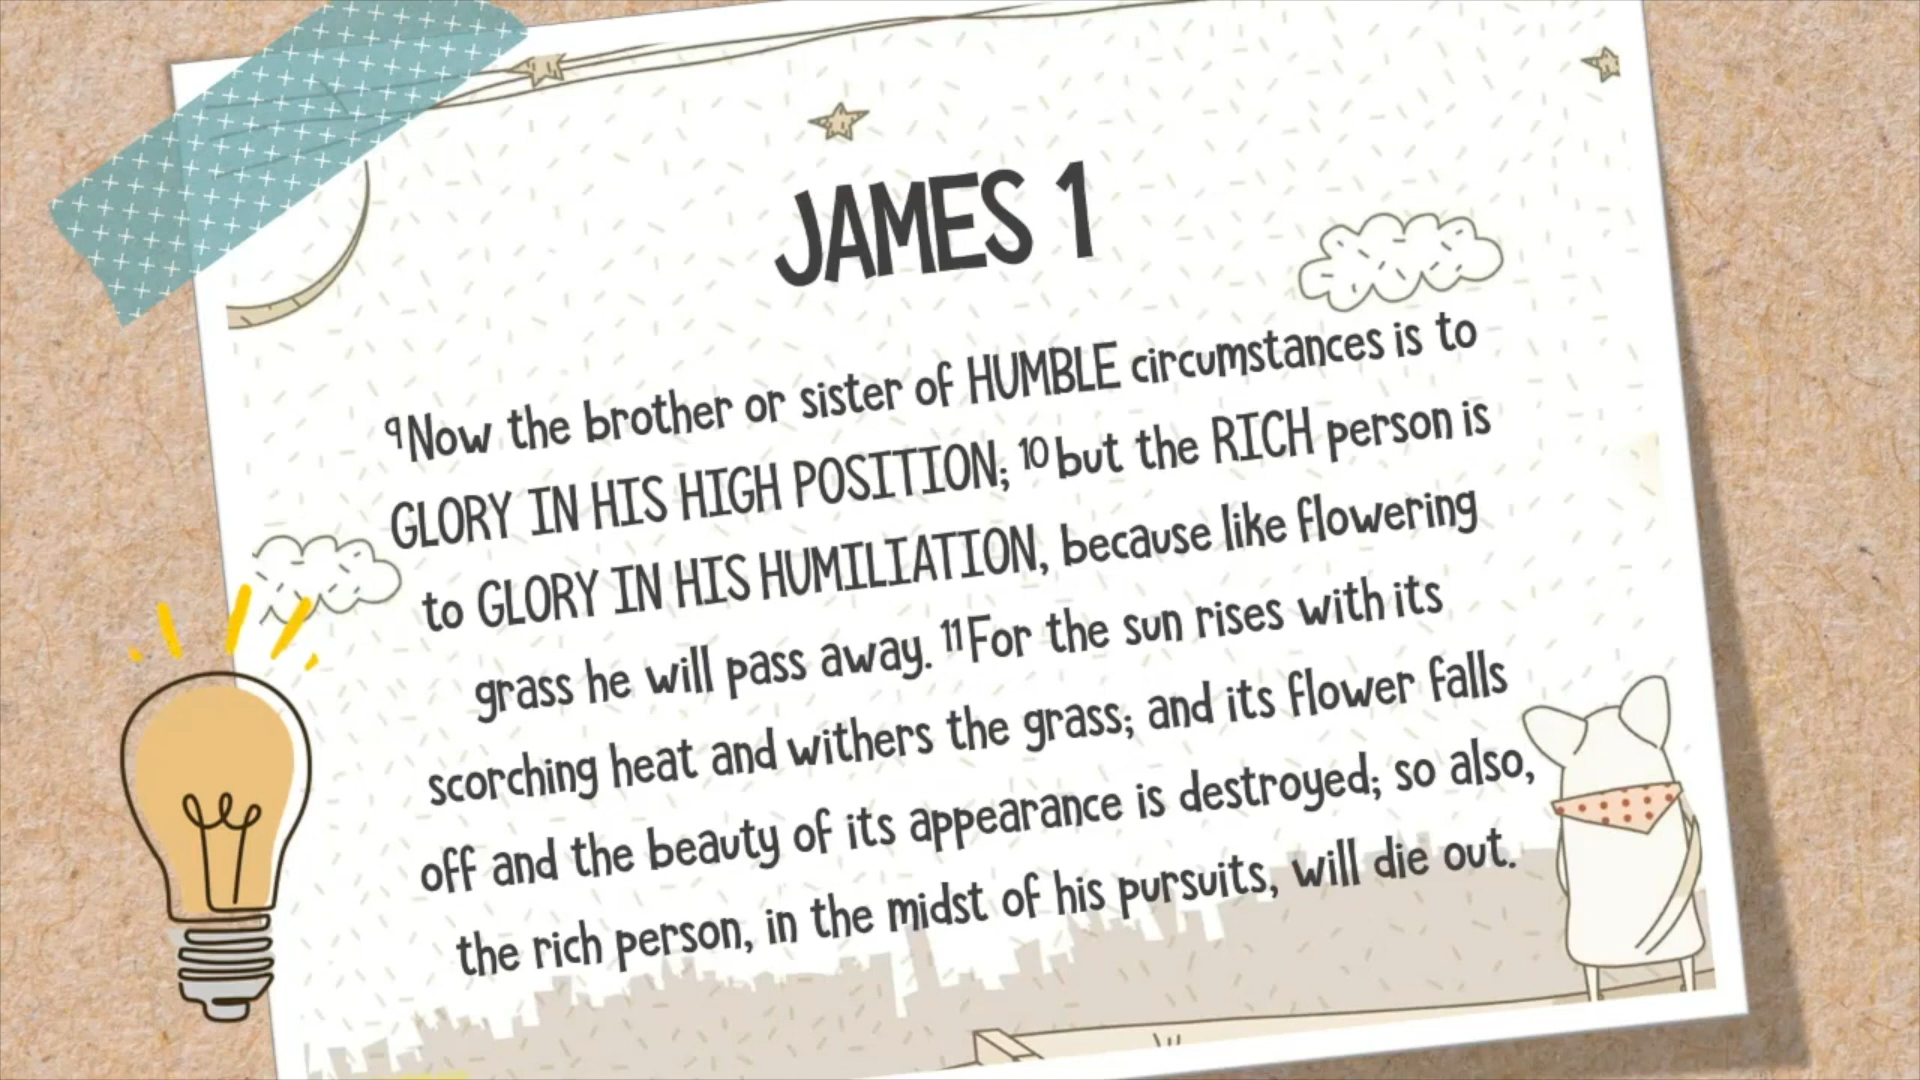 JAMES 1
⁹Now the brother or sister of HUMBLE circumstances is to
GLORY IN HIS HIGH POSITION; ¹⁰but the RICH person is
to GLORY IN HIS HUMILIATION, because like flowering
grass he will pass away. ¹¹For the sun rises with its
scorching heat and withers the grass; and its flower falls
off and the beauty of its appearance is destroyed; so also,
the rich person, in the midst of his pursuits, will die out.